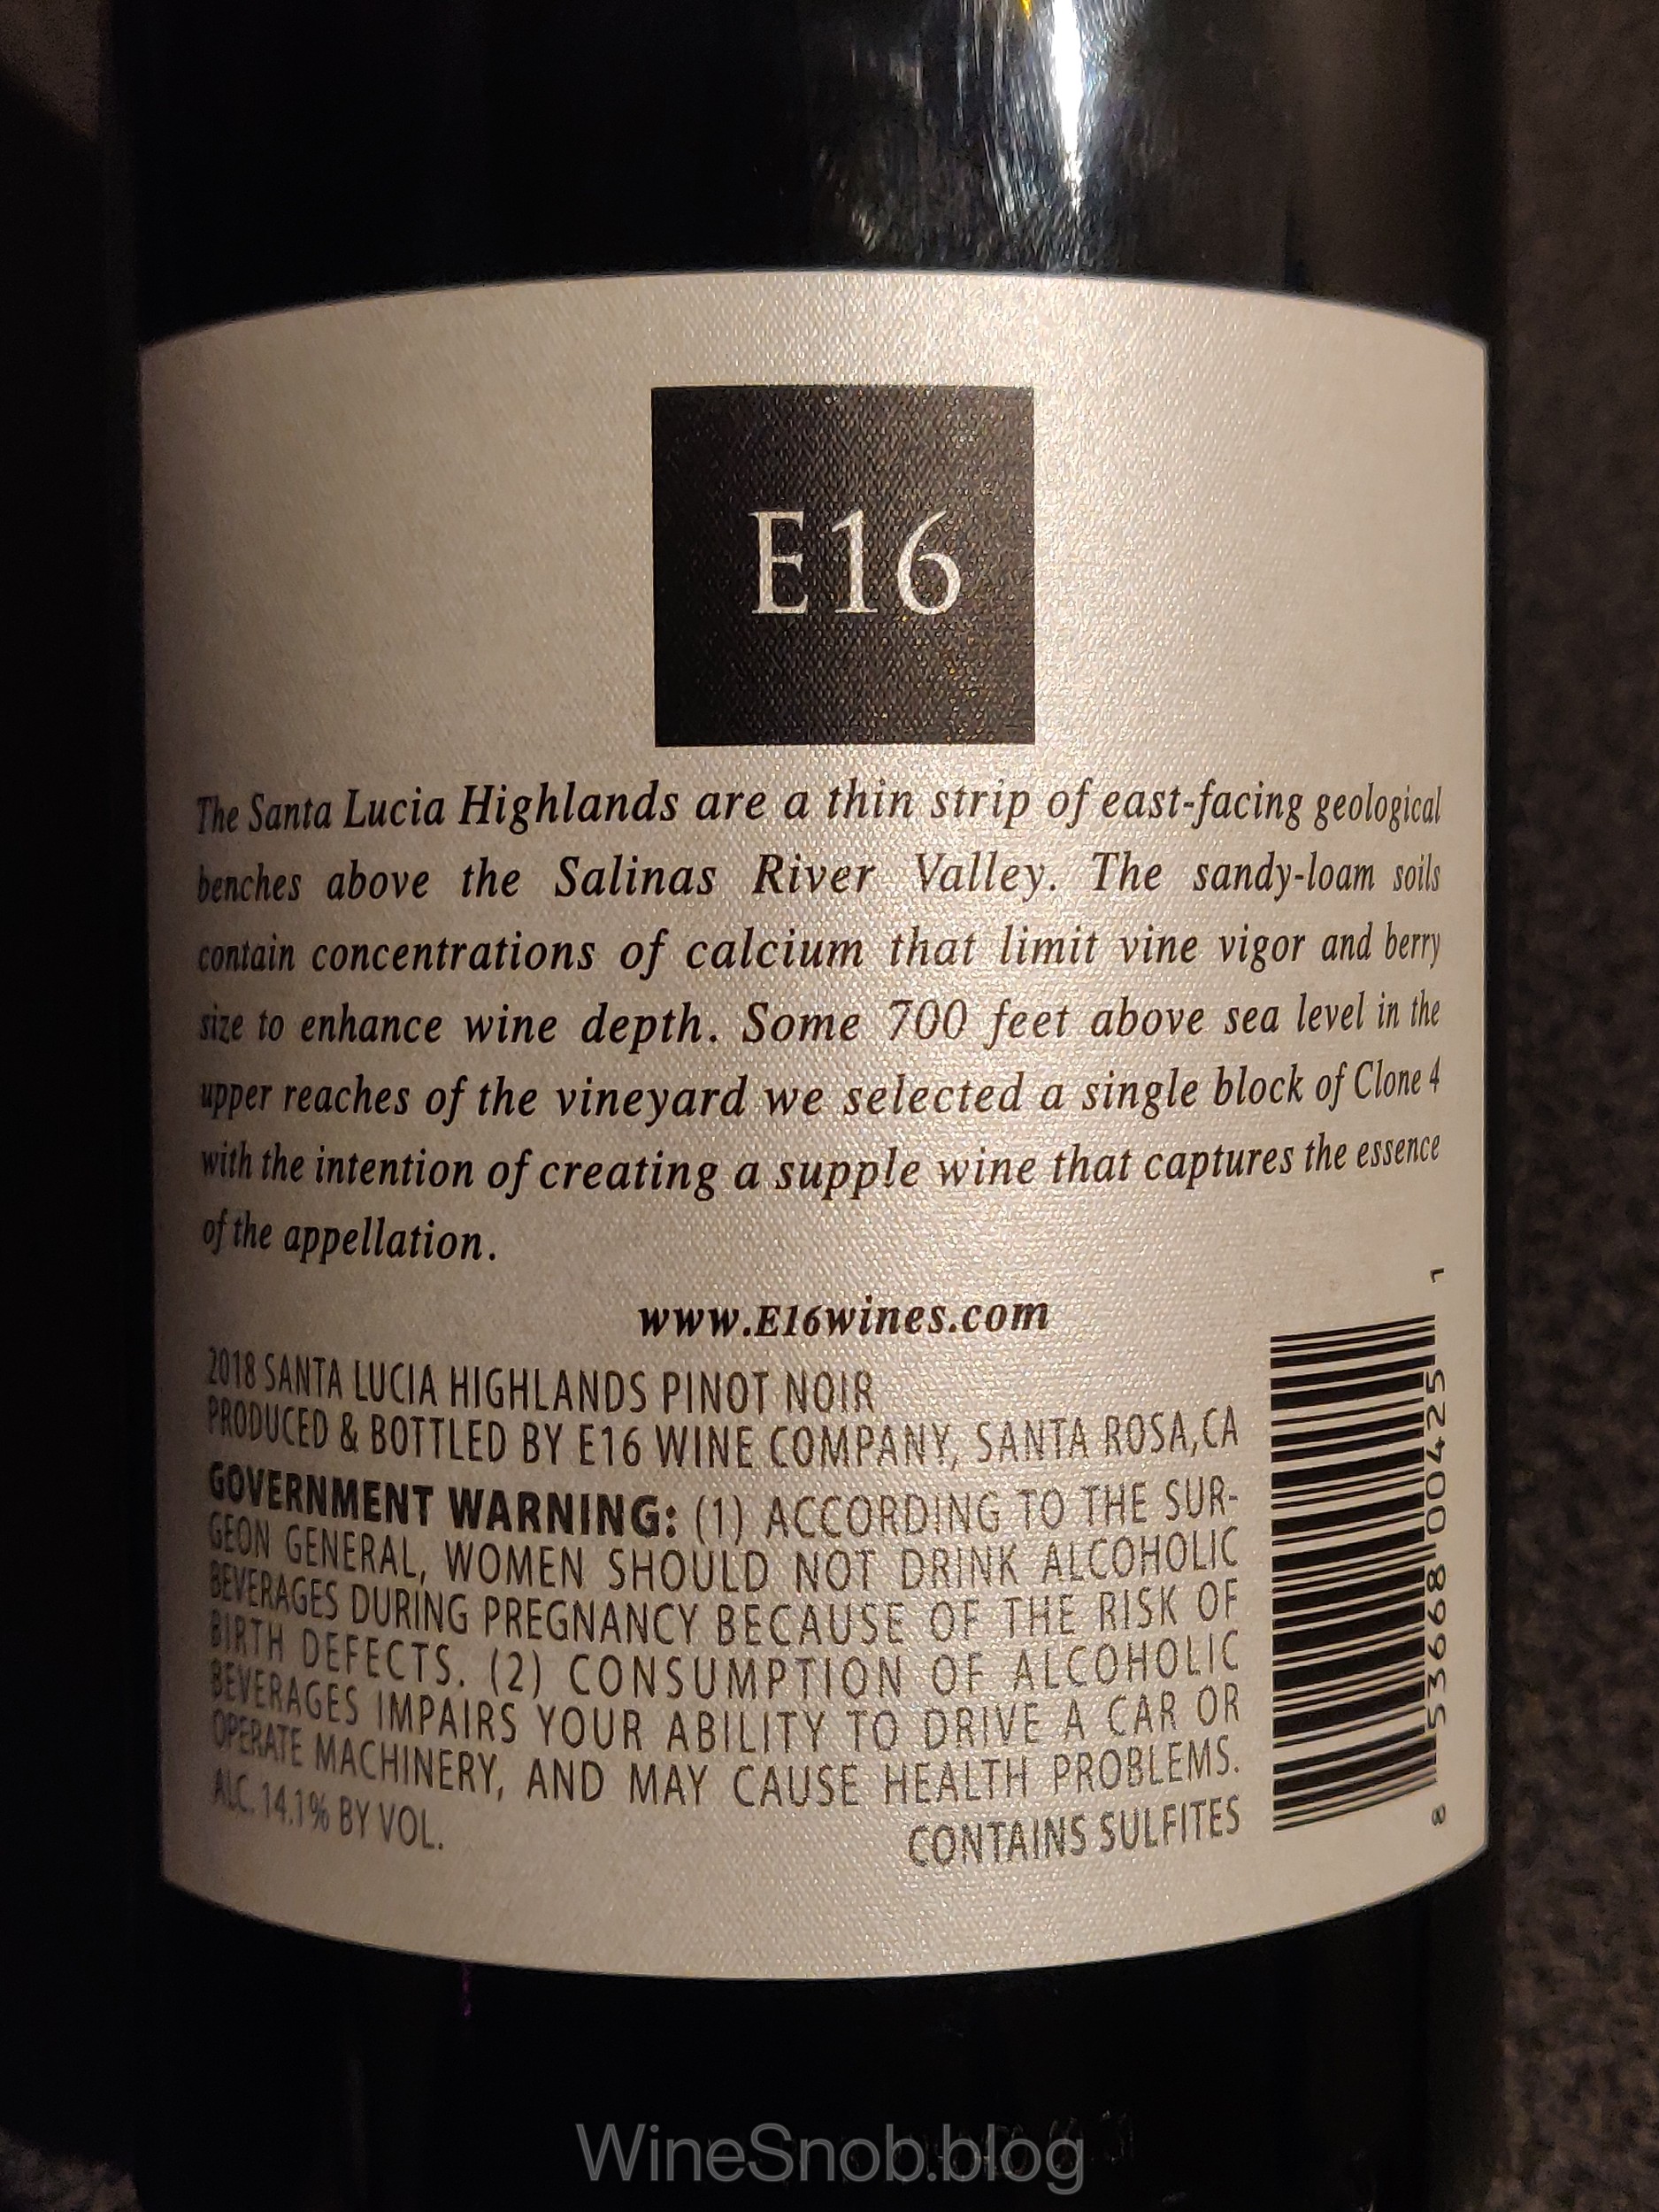 E16
The Santa Lucia Highlands are a thin strip of east-facing geological
benches above the Salinas River Valley. The sandy-loam soils
contain concentrations of calcium that limit vine vigor and berry
size to enhance wine depth. Some 700 feet above sea level in the
upper reaches of the vineyard we selected a single block of Clone 4
with the intention of creating a supple wine that captures the essence
of the appellation.
www.E16wines.com
2018 SANTA LUCIA HIGHLANDS PINOT NOIR
PRODUCED & BOTTLED BY E16 WINE COMPANY, SANTA ROSA,CA
GOVERNMENT WARNING: (1) ACCORDING TO THE SUR-
GEON GENERAL, WOMEN SHOULD NOT DRINK ALCOHOLIC
BEVERAGES DURING PREGNANCY BECAUSE OF THE RISK OF
BIRTH DEFECTS. (2) CONSUMPTION OF ALCOHOLIC
BEVERAGES IMPAIRS YOUR ABILITY TO DRIVE A CAR OR
OPERATE MACHINERY, AND MAY CAUSE HEALTH PROBLEMS.
ALC. 14.1% BY VOL.
CONTAINS SULFITES
8 53668 00425 1
WineSnob.blog